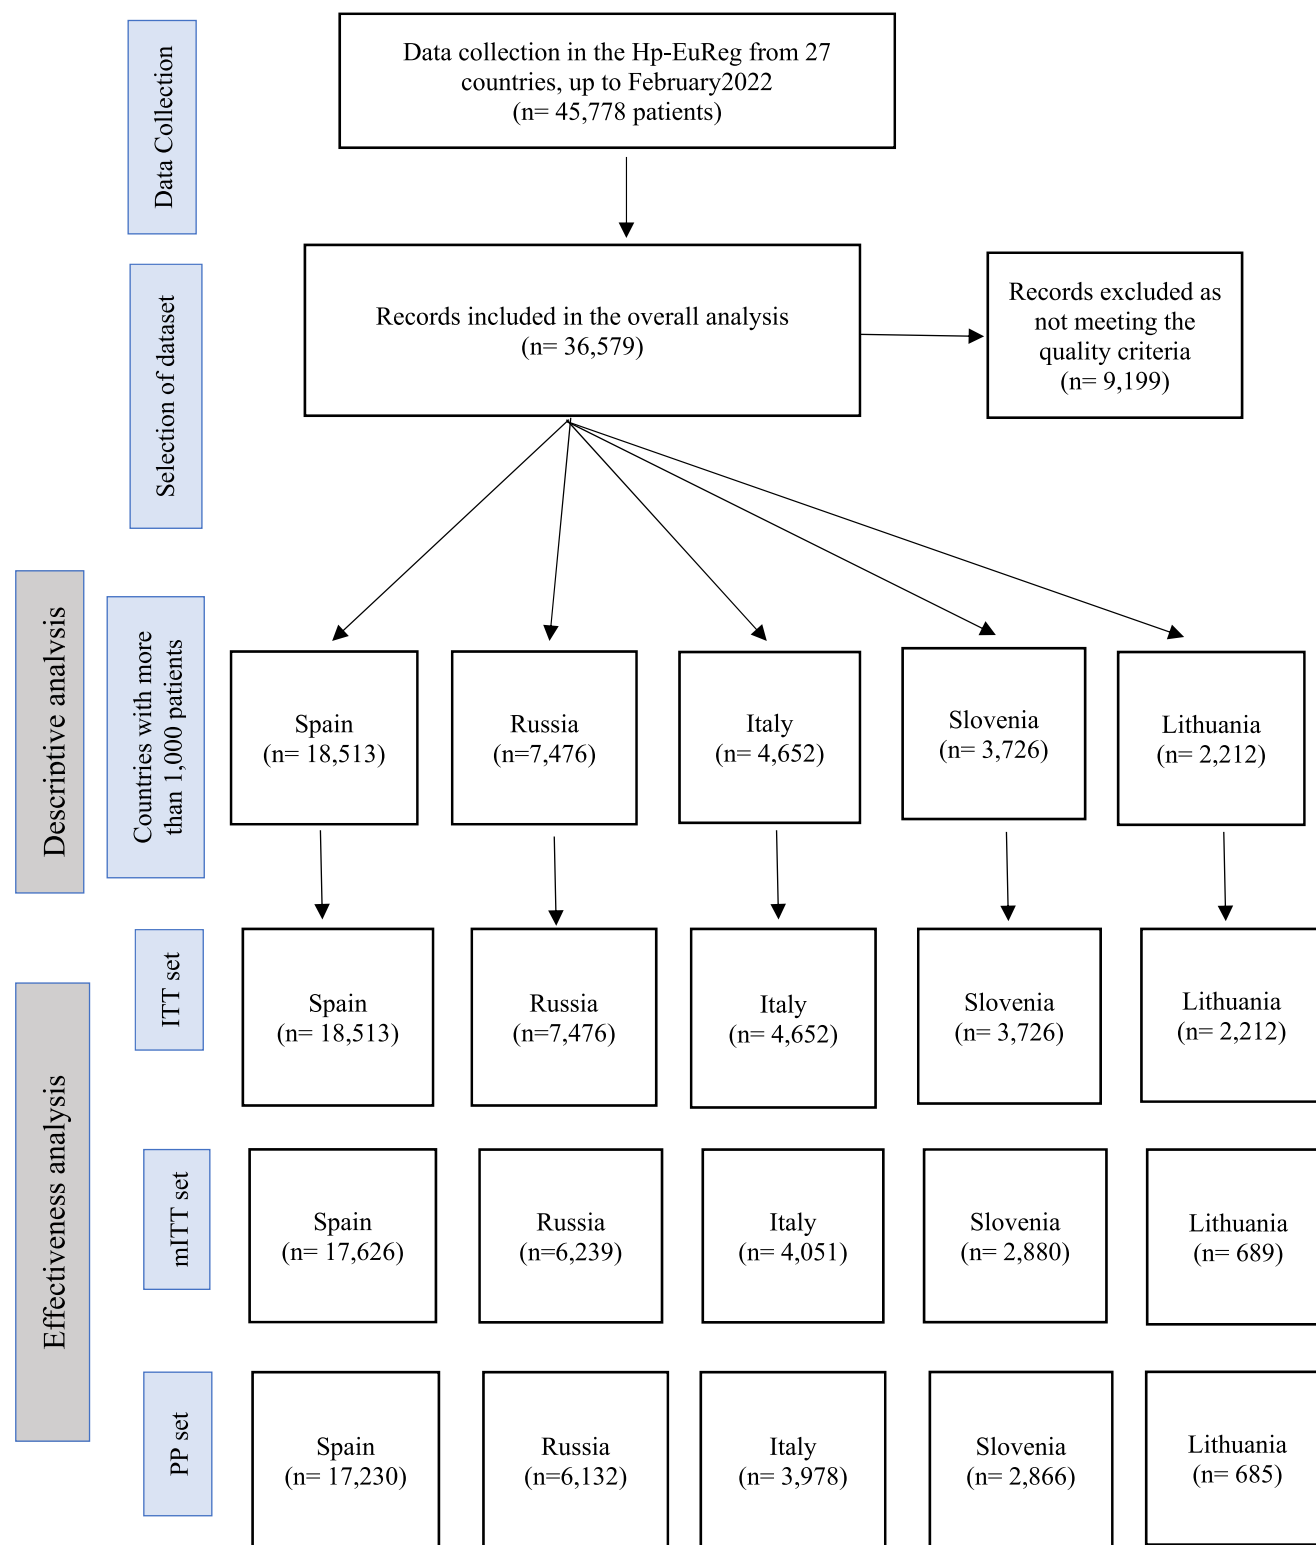 Data Collection
Data collection in the Hp-EuReg from 27
countries, up to February2022
(n= 45,778 patients)
Selection of dataset
Records included in the overall analysis
(n= 36,579)
Records excluded as
not meeting the
quality criteria
(n= 9,199)
Descriptive analysis
Countries with more
than 1,000 patients
Spain
(n= 18,513)
Russia
(n=7,476)
Italy
(n= 4,652)
Slovenia
(n= 3,726)
Lithuania
(n= 2,212)
Effectiveness analysis
ITT set
Spain
(n= 18,513)
Russia
(n=7,476)
Italy
(n= 4,652)
Slovenia
(n= 3,726)
Lithuania
(n= 2,212)
mITT set
Spain
(n= 17,626)
Russia
(n=6,239)
Italy
(n= 4,051)
Slovenia
(n= 2,880)
Lithuania
(n= 689)
PP set
Spain
(n= 17,230)
Russia
(n=6,132)
Italy
(n= 3,978)
Slovenia
(n= 2,866)
Lithuania
(n= 685)